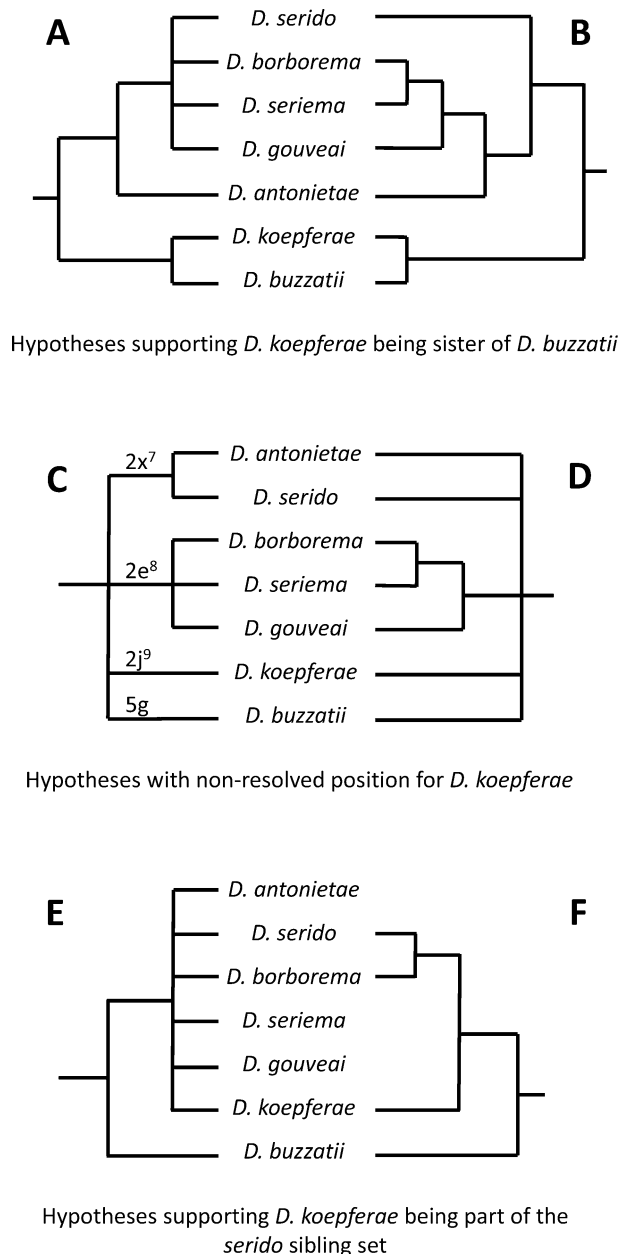 A
B
D. serido
D. borborema
D. seriema
D. gouveai
D. antonietae
D. koepferae
D. buzzatii
Hypotheses supporting D. koepferae being sister of D. buzzatii
C
D
2x⁷
D. antonietae
D. serido
2e⁸
D. borborema
D. seriema
D. gouveai
2j⁹
D. koepferae
5g
D. buzzatii
Hypotheses with non-resolved position for D. koepferae
E
F
D. antonietae
D. serido
D. borborema
D. seriema
D. gouveai
D. koepferae
D. buzzatii
Hypotheses supporting D. koepferae being part of the
serido sibling set